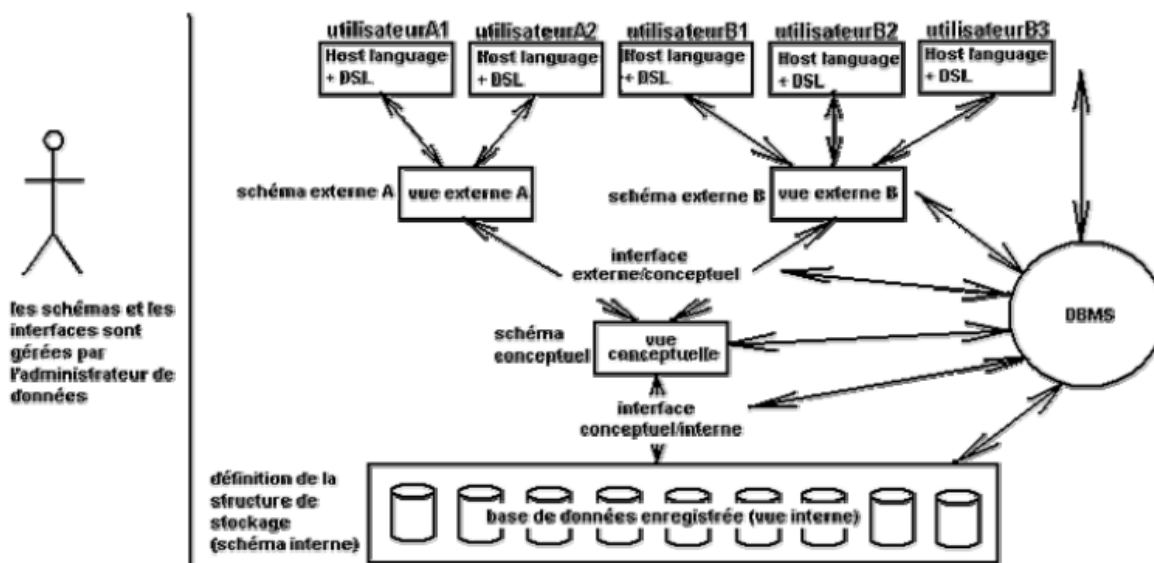 utilisateurA1
utilisateurA2
utilisateurB1
utilisateurB2
utilisateurB3
Host language
+ DSL
Host language
+ DSL
Host language
+ DSL
Host language
+ DSL
Host language
+ DSL
schéma externe A
vue externe A
schéma externe B
vue externe B
interface
externe/conceptuel
DBMS
les schémas et les
interfaces sont
gérées par
l'administrateur de
données
schéma
conceptuel
vue
conceptuelle
interface
conceptuel/interne
définition de la
structure de
stockage
(schéma interne)
base de données enregistrée (vue interne)